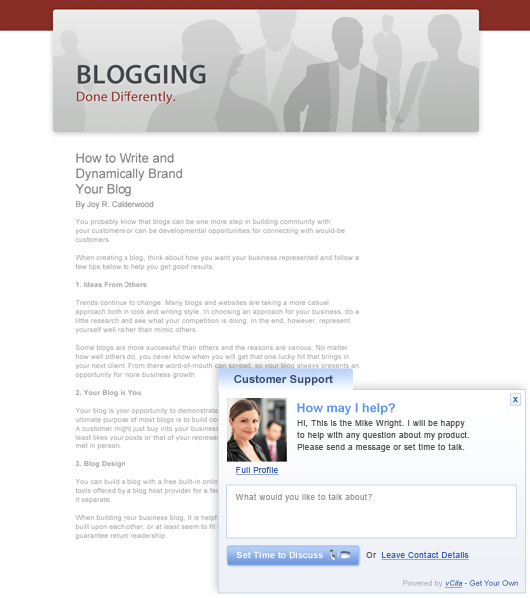 BLOGGING
Done Differently.
How to Write and
Dynamically Brand
Your Blog
By Joy R. Calderwood
You probably know that blogs can be one more step in building community with
your customers or can be developmental opportunities for connecting with would-be
customers.
When creating a blog, think about how you want your business represented and follow a
few tips below to help you get good results:
1. Ideas From Others
Trends continue to change. Many blogs and websites are taking a more casual
approach both in look and writing style. In choosing an approach for your business, do a
little research and see what your competition is doing. In the end, however, represent
yourself well rather than mimic others.
Some blogs are more successful than others and the reasons are various. No matter
how well others do, you never know when you will get that one lucky hit that brings in
your next client. From there word-of-mouth can spread, so your blog always presents an
opportunity for more business growth.
2. Your Blog is You
Your blog is your opportunity to demonstrate
ultimate purpose of most blogs is to build
A customer might just buy into your
least likes your posts or that of your
met in person.
3. Blog Design
You can build a blog with a free built-in
tools offered by a blog host provider for a
it separate.
When building your business blog, it is
built upon each other, or at least seem to fit
guarantee return readership.
Customer Support
x
How may I help?
Hi, This is the Mike Wright. I will be happy
to help with any question about my product.
Please send a message or set time to talk.
Full Profile
What would you like to talk about?
Set Time to Discuss Or Leave Contact Details
Powered by vCita - Get Your Own